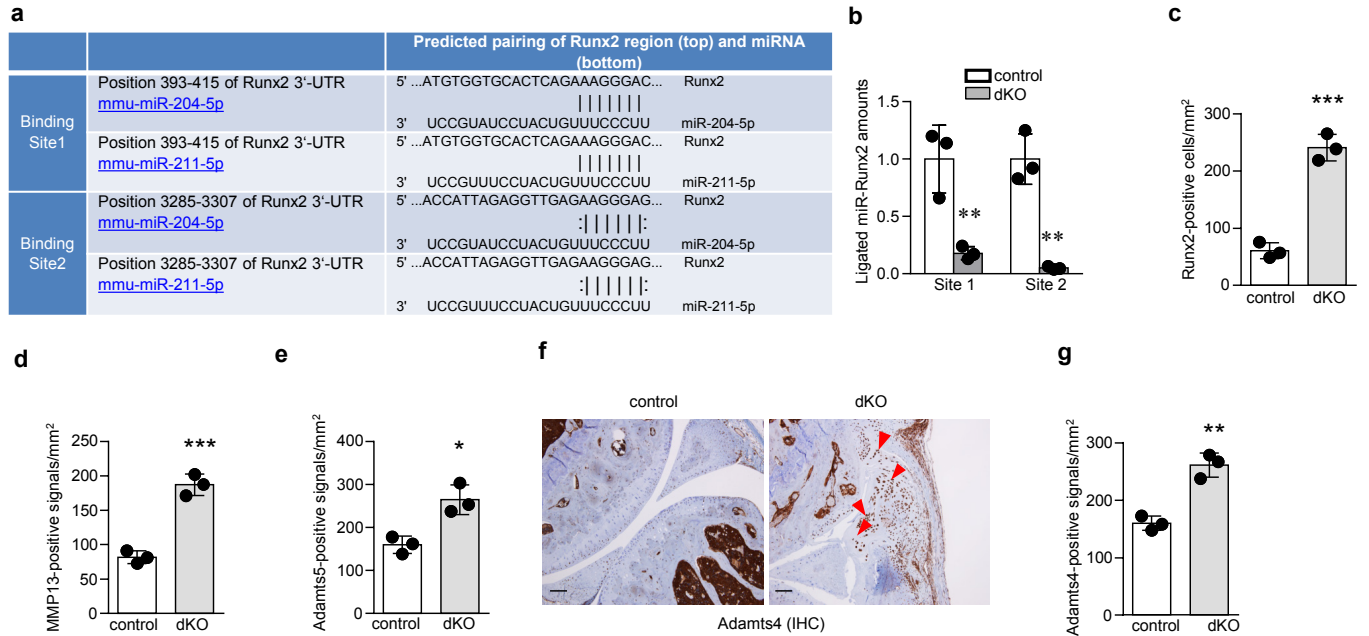 a
Predicted pairing of Runx2 region (top) and miRNA
(bottom)
Binding
Site1
Position 393-415 of Runx2 3‘-UTR
mmu-miR-204-5p
5' ...ATGTGGTGCACTCAGAAAGGGAC... Runx2
3' UCCGUAUCCUACUGUUUCCCUU miR-204-5p
Position 393-415 of Runx2 3‘-UTR
mmu-miR-211-5p
5' ...ATGTGGTGCACTCAGAAAGGGAC... Runx2
3' UCCGUUUCCUACUGUUUCCCUU miR-211-5p
Binding
Site2
Position 3285-3307 of Runx2 3‘-UTR
mmu-miR-204-5p
5' ...ACCATTAGAGGTTGAGAAGGGAG... Runx2
:||||||:
3' UCCGUAUCCUACUGUUUCCCUU miR-204-5p
Position 3285-3307 of Runx2 3‘-UTR
mmu-miR-211-5p
5' ...ACCATTAGAGGTTGAGAAGGGAG... Runx2
:||||||:
3' UCCGUUUCCUACUGUUUCCCUU miR-211-5p
b
control
dKO
Ligated miR-Runx2 amounts
1.5
1.0
0.5
0.0
**
**
Site 1 Site 2
c
Runx2-positive cells/mm²
300
200
100
0
***
control dKO
d
MMP13-positive signals/mm²
250
200
150
100
50
0
***
control dKO
e
Adamts5-positive signals/mm²
400
300
200
100
0
*
control dKO
f
control dKO
Adamts4 (IHC)
g
Adamts4-positive signals/mm²
300
200
100
0
**
control dKO